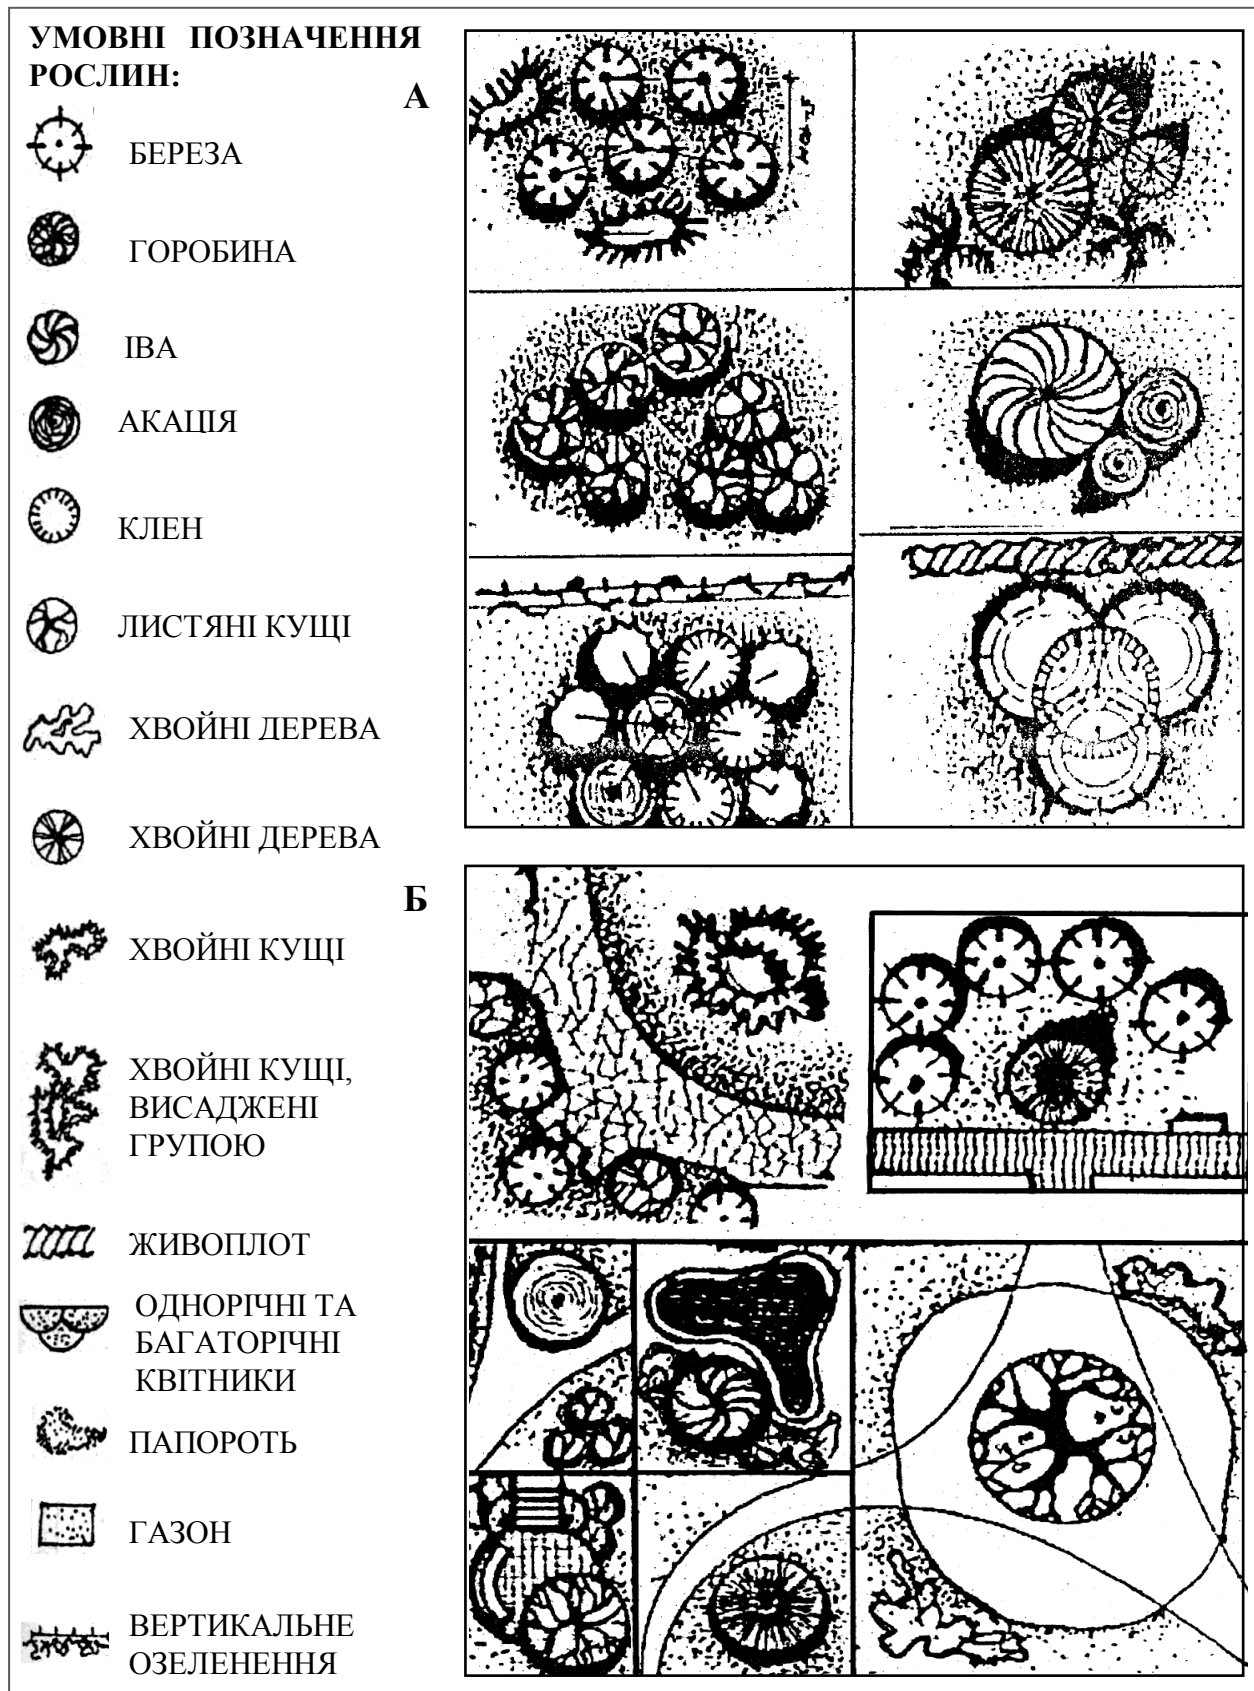 УМОВНІ ПОЗНАЧЕННЯ
РОСЛИН:
А
БЕРЕЗА
ГОРОБИНА
ІВА
АКАЦІЯ
КЛЕН
ЛИСТЯНІ КУЩІ
ХВОЙНІ ДЕРЕВА
ХВОЙНІ ДЕРЕВА
Б
ХВОЙНІ КУЩІ
ХВОЙНІ КУЩІ,
ВИСАДЖЕНІ
ГРУПОЮ
ЖИВОПЛОТ
ОДНОРІЧНІ ТА
БАГАТОРІЧНІ
КВІТНИКИ
ПАПОРОТЬ
ГАЗОН
ВЕРТИКАЛЬНЕ
ОЗЕЛЕНЕННЯ